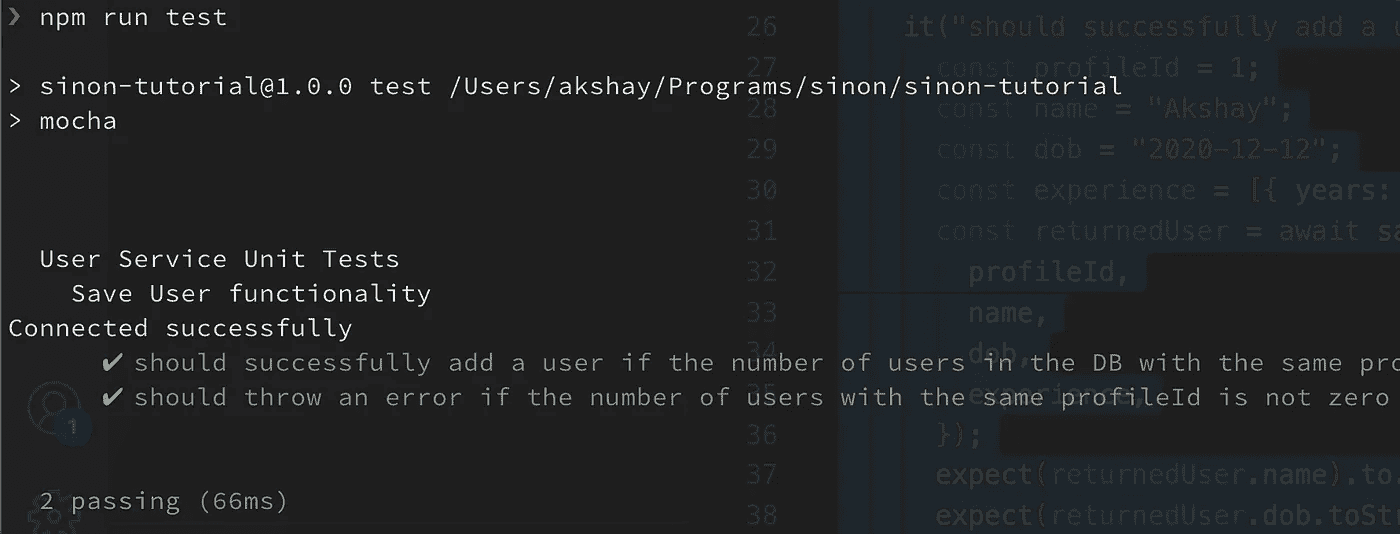 ❯ npm run test
> sinon-tutorial@1.0.0 test /Users/akshay/Programs/sinon/sinon-tutorial
> mocha
User Service Unit Tests
Save User functionality
Connected successfully
✔ should successfully add a user if the number of users in the DB with the same pro
✔ should throw an error if the number of users with the same profileId is not zero
1
2 passing (66ms)
26 it("should successfully add a u
27 const profileId = 1;
28 const name = "Akshay";
29 const dob = "2020-12-12";
30 const experience = [{ years:
31 const returnedUser = await sa
32 profileId,
33 name,
34 dob,
35 experience,
36 });
37 expect(returnedUser.name).to.
38 expect(returnedUser.dob.toStr